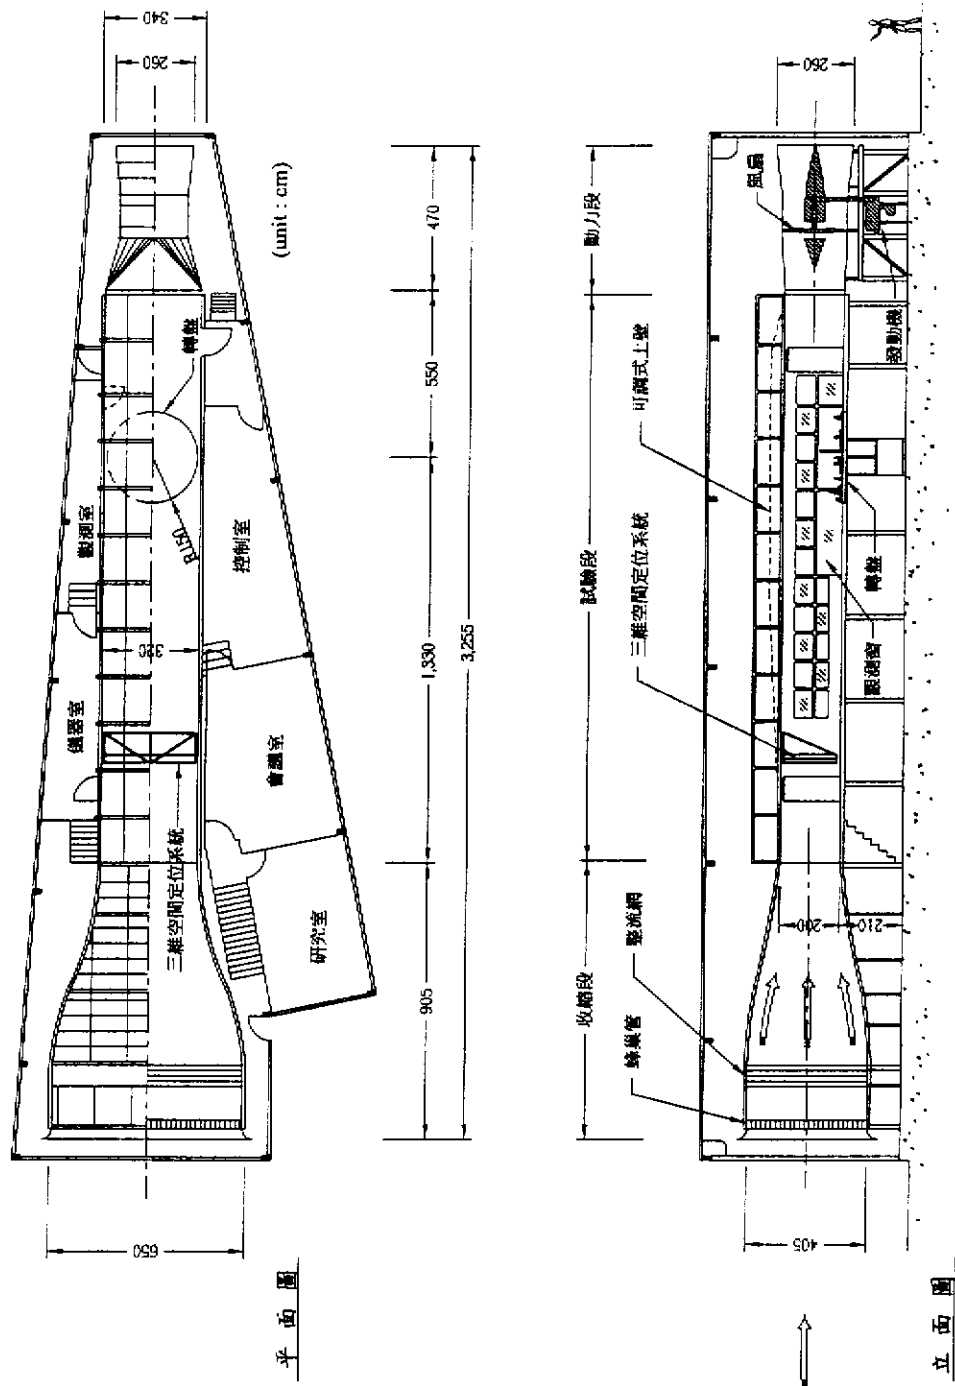 平面圖
650
905
1,330
550
470
3,255
340
260
(unit : cm)
320
R.150
轉盤
觀測室
儀器室
控制室
會議室
研究室
三維空間定位系統
立面圖
405
收縮段
試驗段
動力段
蜂巢管
整流網
三維空間定位系統
可調式上壁
風扇
260
200
210
觀測窗
轉盤
發動機